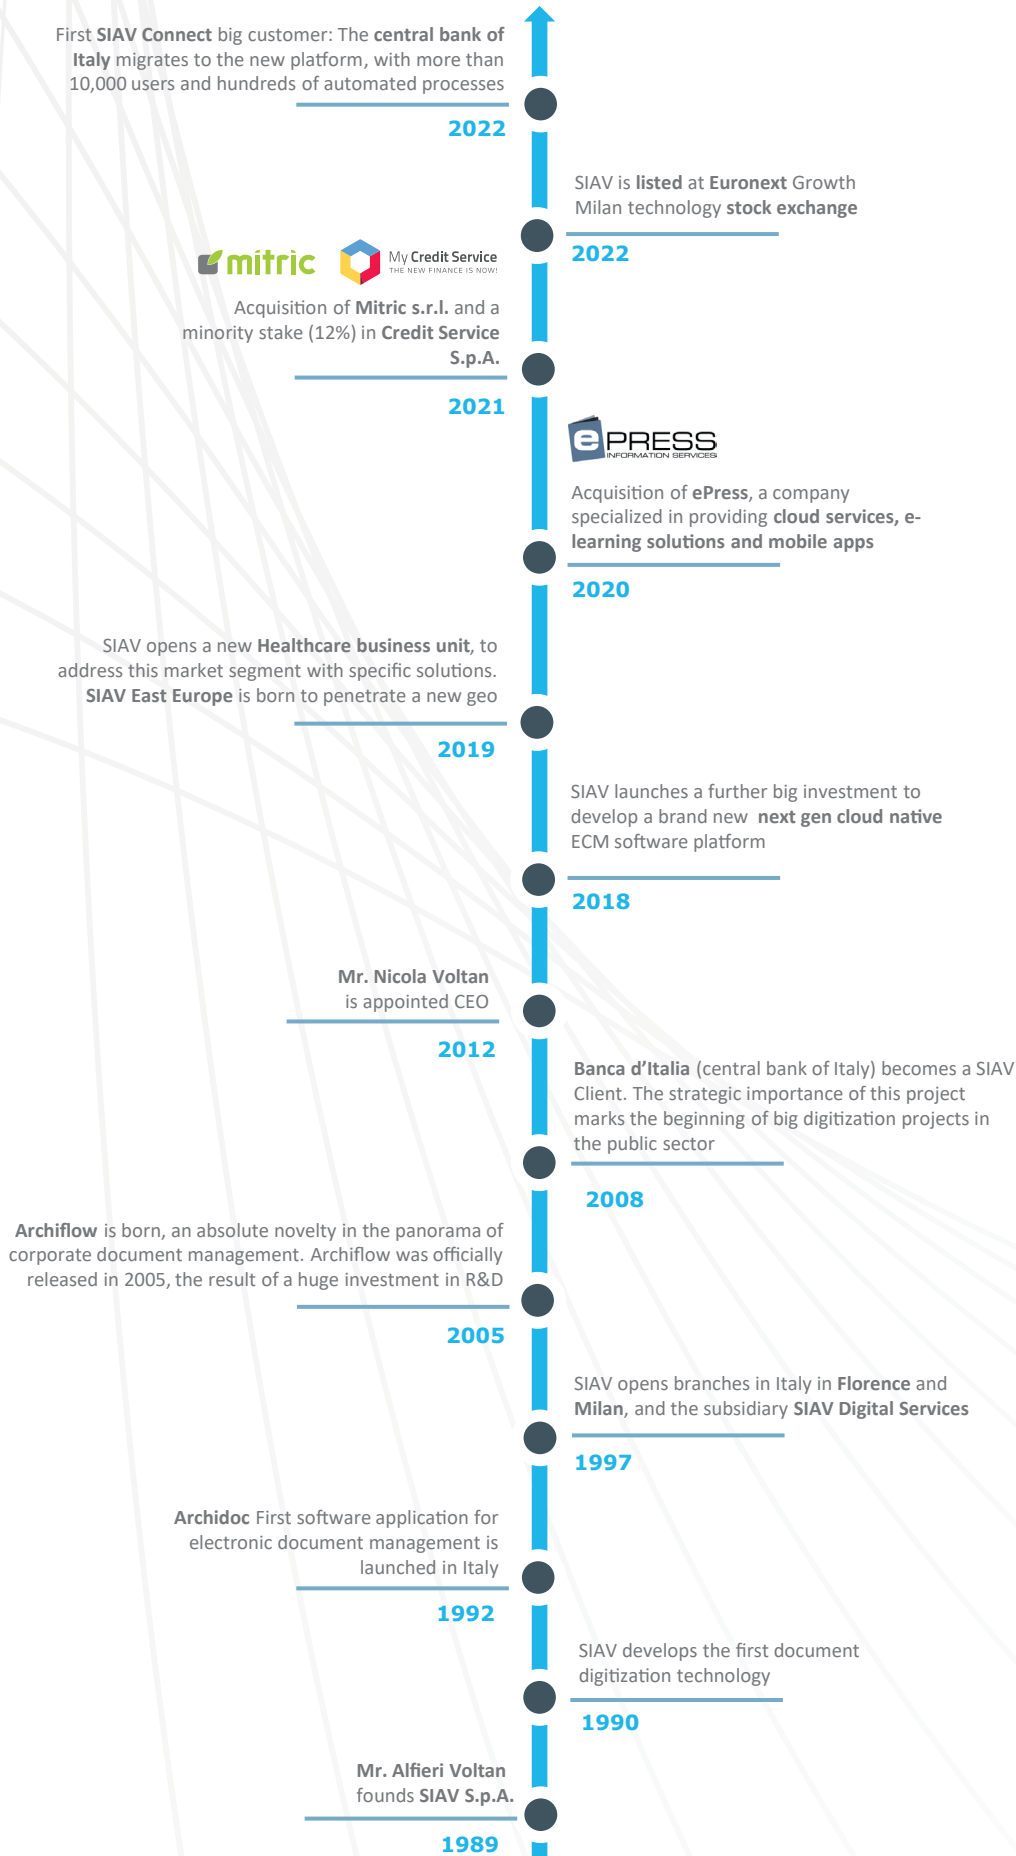 First SIAV Connect big customer: The central bank of
Italy migrates to the new platform, with more than
10,000 users and hundreds of automated processes
2022
SIAV is listed at Euronext Growth
Milan technology stock exchange
2022
mitric
My Credit Service
THE NEW FINANCE IS NOW!
Acquisition of Mitric s.r.l. and a
minority stake (12%) in Credit Service
S.p.A.
2021
ePRESS
INFORMATION SERVICES
Acquisition of ePress, a company
specialized in providing cloud services, e-
learning solutions and mobile apps
2020
SIAV opens a new Healthcare business unit, to
address this market segment with specific solutions.
SIAV East Europe is born to penetrate a new geo
2019
SIAV launches a further big investment to
develop a brand new next gen cloud native
ECM software platform
2018
Mr. Nicola Voltan
is appointed CEO
2012
Banca d’Italia (central bank of Italy) becomes a SIAV
Client. The strategic importance of this project
marks the beginning of big digitization projects in
the public sector
2008
Archiflow is born, an absolute novelty in the panorama of
corporate document management. Archiflow was officially
released in 2005, the result of a huge investment in R&D
2005
SIAV opens branches in Italy in Florence and
Milan, and the subsidiary SIAV Digital Services
1997
Archidoc First software application for
electronic document management is
launched in Italy
1992
SIAV develops the first document
digitization technology
1990
Mr. Alfieri Voltan
founds SIAV S.p.A.
1989